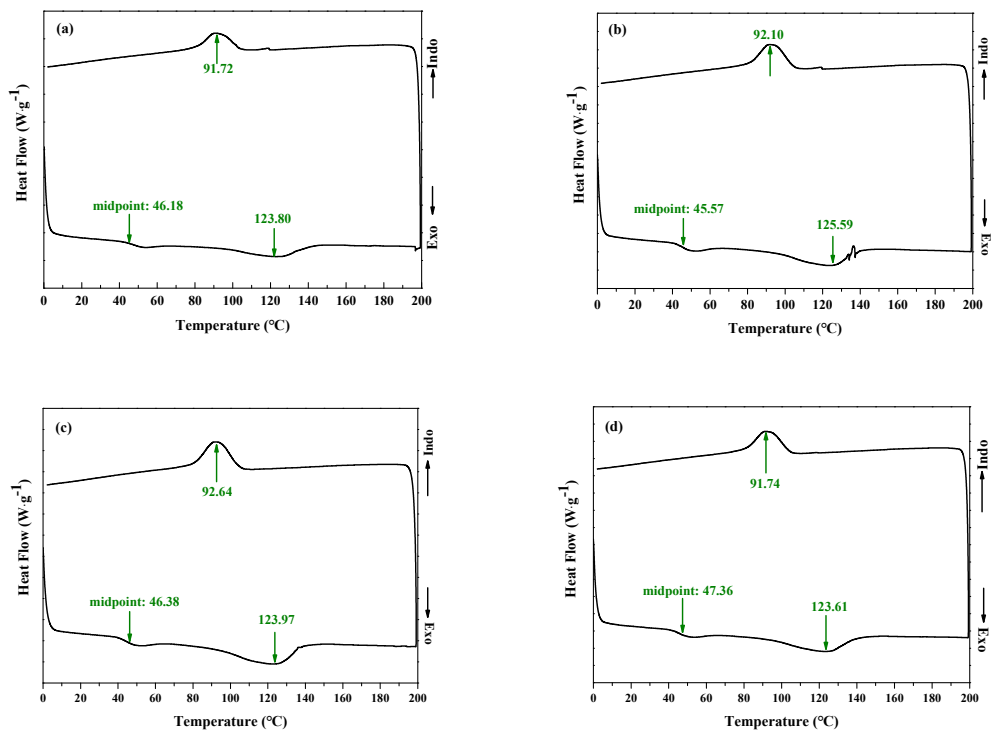 (a)
91.72
midpoint: 46.18
123.80
Heat Flow (W·g-1)
Indo
Exo
0 20 40 60 80 100 120 140 160 180 200
Temperature (°C)
(b)
92.10
midpoint: 45.57
125.59
Heat Flow (W·g-1)
Indo
Exo
0 20 40 60 80 100 120 140 160 180 200
Temperature (°C)
(c)
92.64
midpoint: 46.38
123.97
Heat Flow (W·g-1)
Indo
Exo
0 20 40 60 80 100 120 140 160 180 200
Temperature (°C)
(d)
91.74
midpoint: 47.36
123.61
Heat Flow (W·g-1)
Indo
Exo
0 20 40 60 80 100 120 140 160 180 200
Temperature (°C)